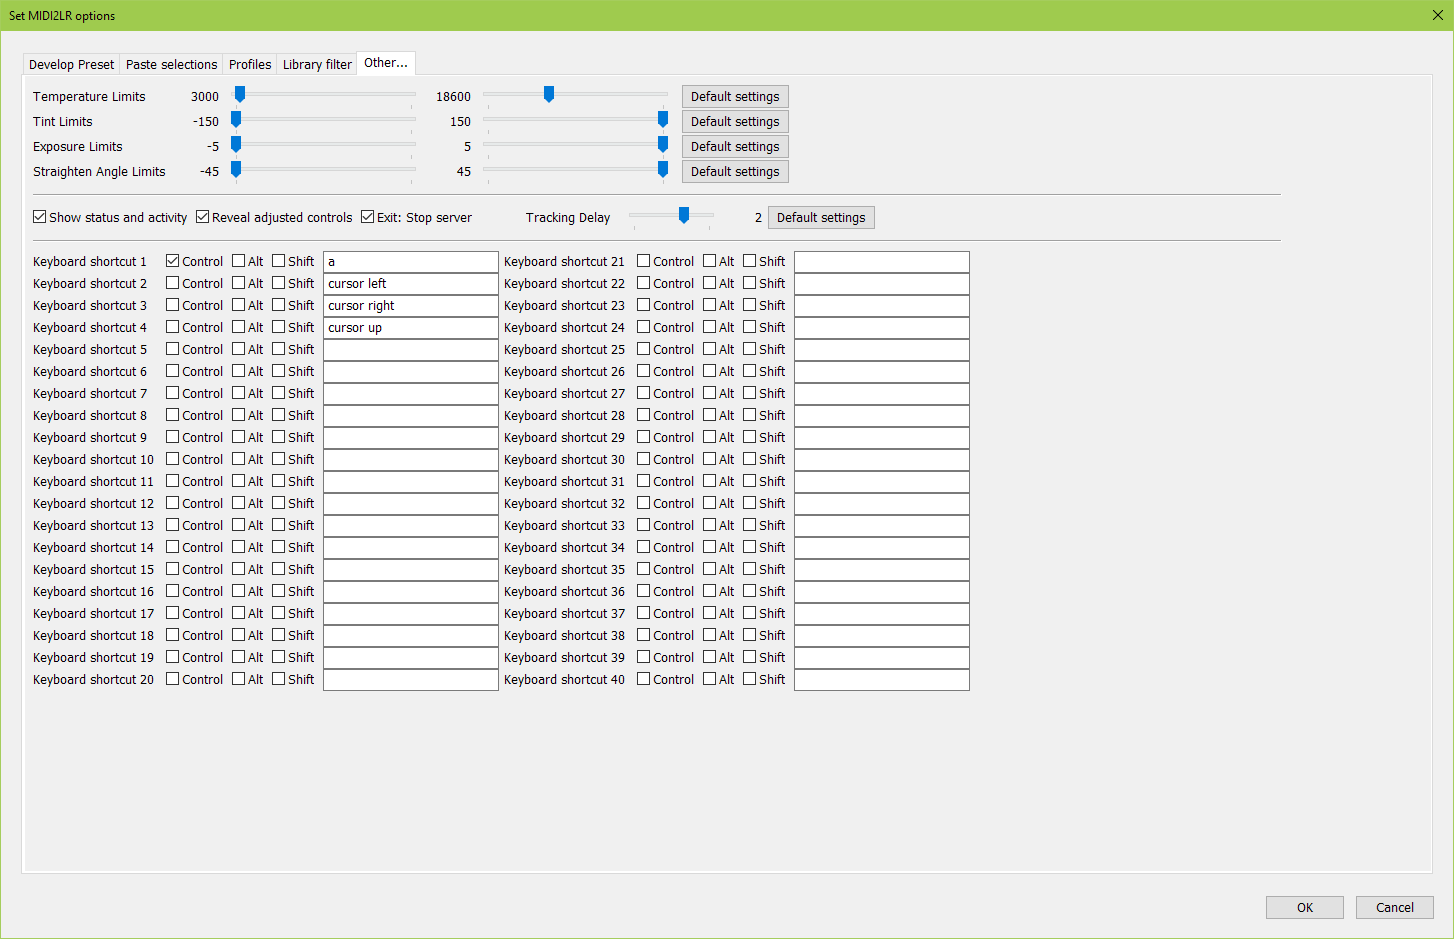 Set MIDI2LR options
Develop Preset Paste selections Profiles Library filter Other...
Temperature Limits 3000 18600 Default settings
Tint Limits -150 150 Default settings
Exposure Limits -5 5 Default settings
Straighten Angle Limits -45 45 Default settings
Show status and activity Reveal adjusted controls Exit: Stop server Tracking Delay 2 Default settings
Keyboard shortcut 1 Control Alt Shift a Keyboard shortcut 21 Control Alt Shift
Keyboard shortcut 2 Control Alt Shift cursor left Keyboard shortcut 22 Control Alt Shift
Keyboard shortcut 3 Control Alt Shift cursor right Keyboard shortcut 23 Control Alt Shift
Keyboard shortcut 4 Control Alt Shift cursor up Keyboard shortcut 24 Control Alt Shift
Keyboard shortcut 5 Control Alt Shift Keyboard shortcut 25 Control Alt Shift
Keyboard shortcut 6 Control Alt Shift Keyboard shortcut 26 Control Alt Shift
Keyboard shortcut 7 Control Alt Shift Keyboard shortcut 27 Control Alt Shift
Keyboard shortcut 8 Control Alt Shift Keyboard shortcut 28 Control Alt Shift
Keyboard shortcut 9 Control Alt Shift Keyboard shortcut 29 Control Alt Shift
Keyboard shortcut 10 Control Alt Shift Keyboard shortcut 30 Control Alt Shift
Keyboard shortcut 11 Control Alt Shift Keyboard shortcut 31 Control Alt Shift
Keyboard shortcut 12 Control Alt Shift Keyboard shortcut 32 Control Alt Shift
Keyboard shortcut 13 Control Alt Shift Keyboard shortcut 33 Control Alt Shift
Keyboard shortcut 14 Control Alt Shift Keyboard shortcut 34 Control Alt Shift
Keyboard shortcut 15 Control Alt Shift Keyboard shortcut 35 Control Alt Shift
Keyboard shortcut 16 Control Alt Shift Keyboard shortcut 36 Control Alt Shift
Keyboard shortcut 17 Control Alt Shift Keyboard shortcut 37 Control Alt Shift
Keyboard shortcut 18 Control Alt Shift Keyboard shortcut 38 Control Alt Shift
Keyboard shortcut 19 Control Alt Shift Keyboard shortcut 39 Control Alt Shift
Keyboard shortcut 20 Control Alt Shift Keyboard shortcut 40 Control Alt Shift
OK Cancel